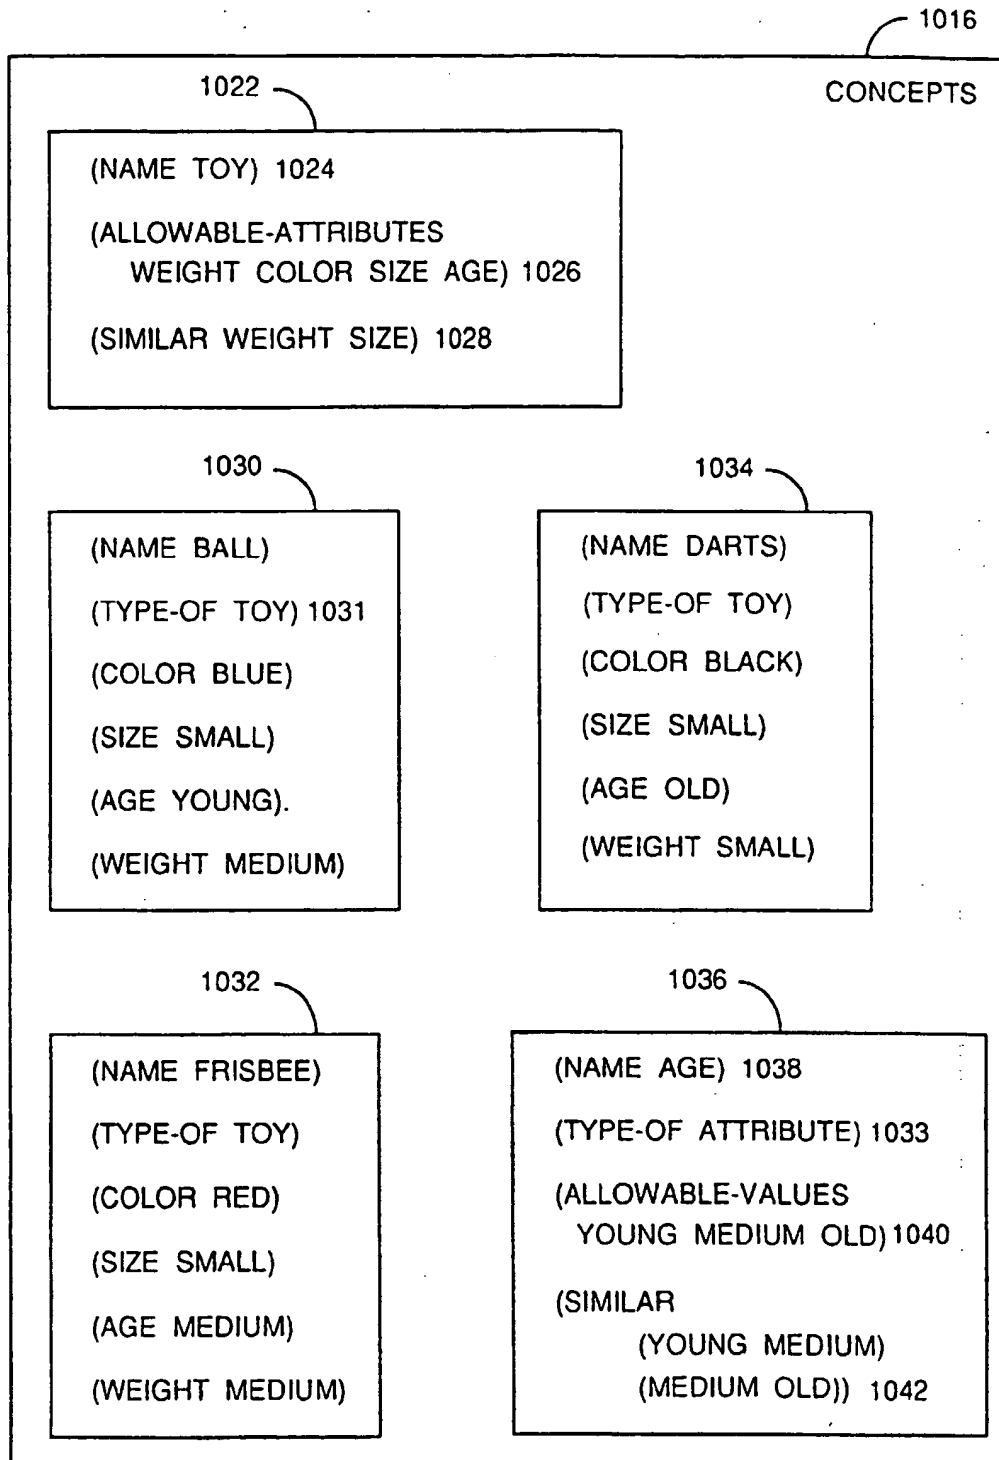 1016
CONCEPTS
1022
(NAME TOY) 1024
(ALLOWABLE-ATTRIBUTES
WEIGHT COLOR SIZE AGE) 1026
(SIMILAR WEIGHT SIZE) 1028
1030
(NAME BALL)
(TYPE-OF TOY) 1031
(COLOR BLUE)
(SIZE SMALL)
(AGE YOUNG).
(WEIGHT MEDIUM)
1034
(NAME DARTS)
(TYPE-OF TOY)
(COLOR BLACK)
(SIZE SMALL)
(AGE OLD)
(WEIGHT SMALL)
1032
(NAME FRISBEE)
(TYPE-OF TOY)
(COLOR RED)
(SIZE SMALL)
(AGE MEDIUM)
(WEIGHT MEDIUM)
1036
(NAME AGE) 1038
(TYPE-OF ATTRIBUTE) 1033
(ALLOWABLE-VALUES
YOUNG MEDIUM OLD) 1040
(SIMILAR
(YOUNG MEDIUM)
(MEDIUM OLD)) 1042